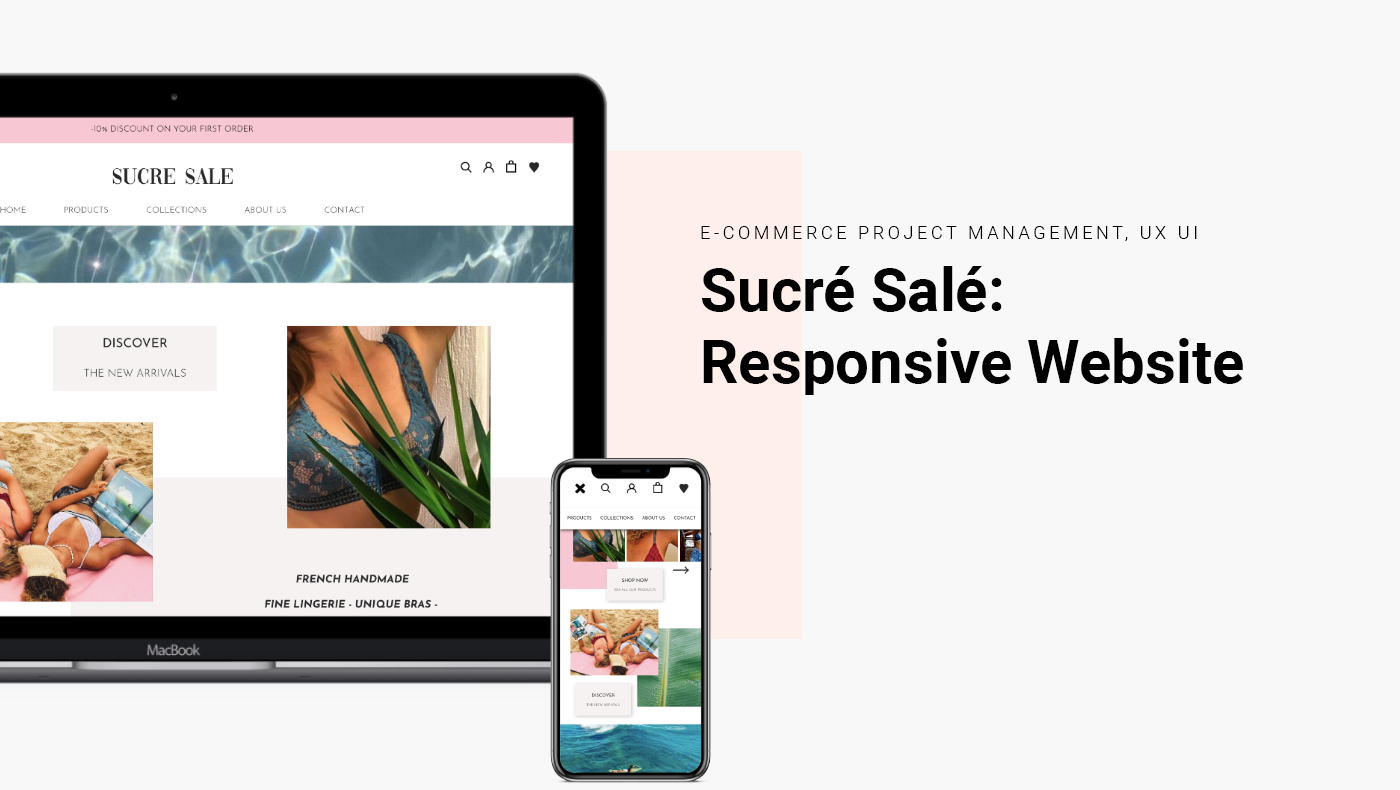 -10% DISCOUNT ON YOUR FIRST ORDER
SUCRE SALE
HOME PRODUCTS COLLECTIONS ABOUT US CONTACT
DISCOVER
THE NEW ARRIVALS
FRENCH HANDMADE
FINE LINGERIE - UNIQUE BRAS -
MacBook
E-COMMERCE PROJECT MANAGEMENT, UX UI
Sucré Salé:
Responsive Website
PRODUCTS COLLECTIONS ABOUT US CONTACT
SHOP NOW
SEE ALL OUR PRODUCTS
DISCOVER
THE NEW ARRIVALS